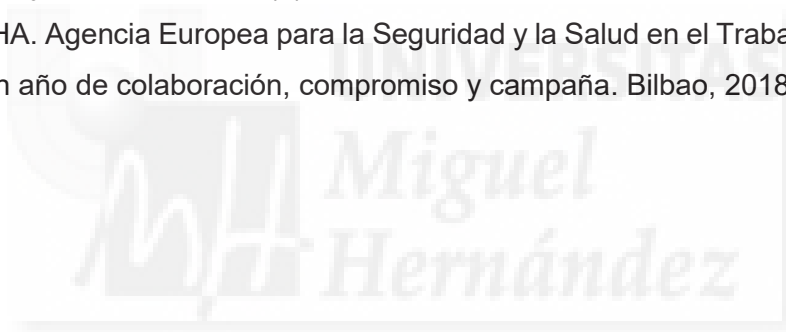 HA. Agencia Europea para la Seguridad y la Salud en el Traba
n año de colaboración, compromiso y campaña. Bilbao, 2018
UNIVERSITAS
Miguel
Hernández